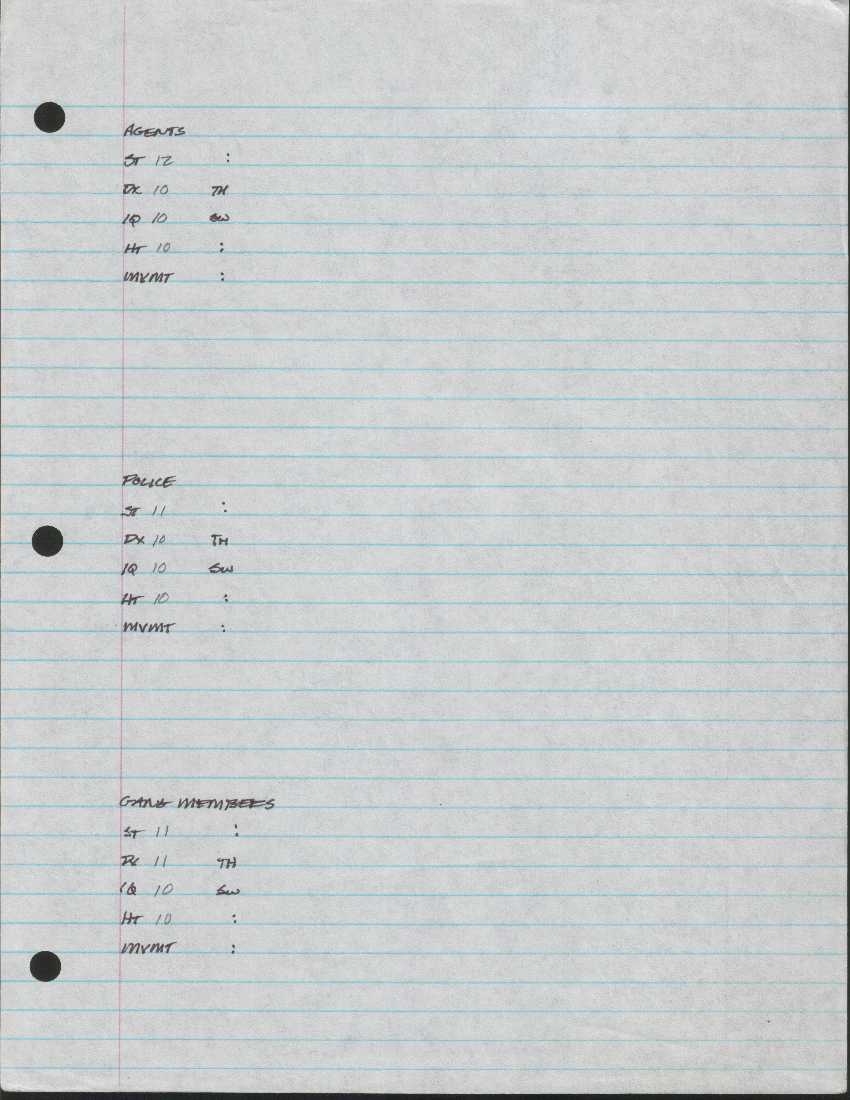 AGENTS
ST 12 :
DX 10 TH
IQ 10 SW
HT 10 :
MVMT :
POLICE
ST 11 :
DX 10 TH
IQ 10 SW
HT 10 :
MVMT :
GANG MEMBERS
ST 11 :
DX 11 TH
IQ 10 SW
HT 10 :
MVMT :